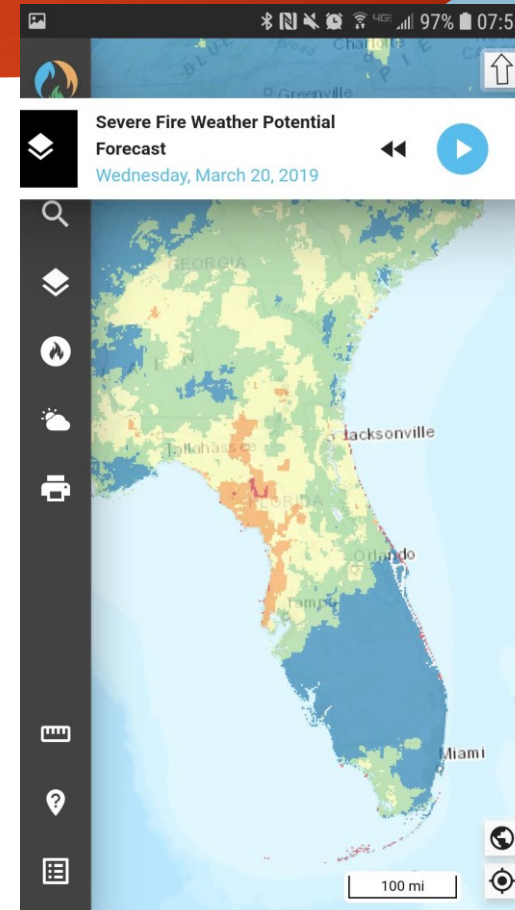 4G 97% 07:5
Charlotte
Greenville
Severe Fire Weather Potential
Forecast
Wednesday, March 20, 2019
GEORGIA
Jacksonville
Tallahassee
FLORIDA
Orlando
Tampa
Miami
100 mi